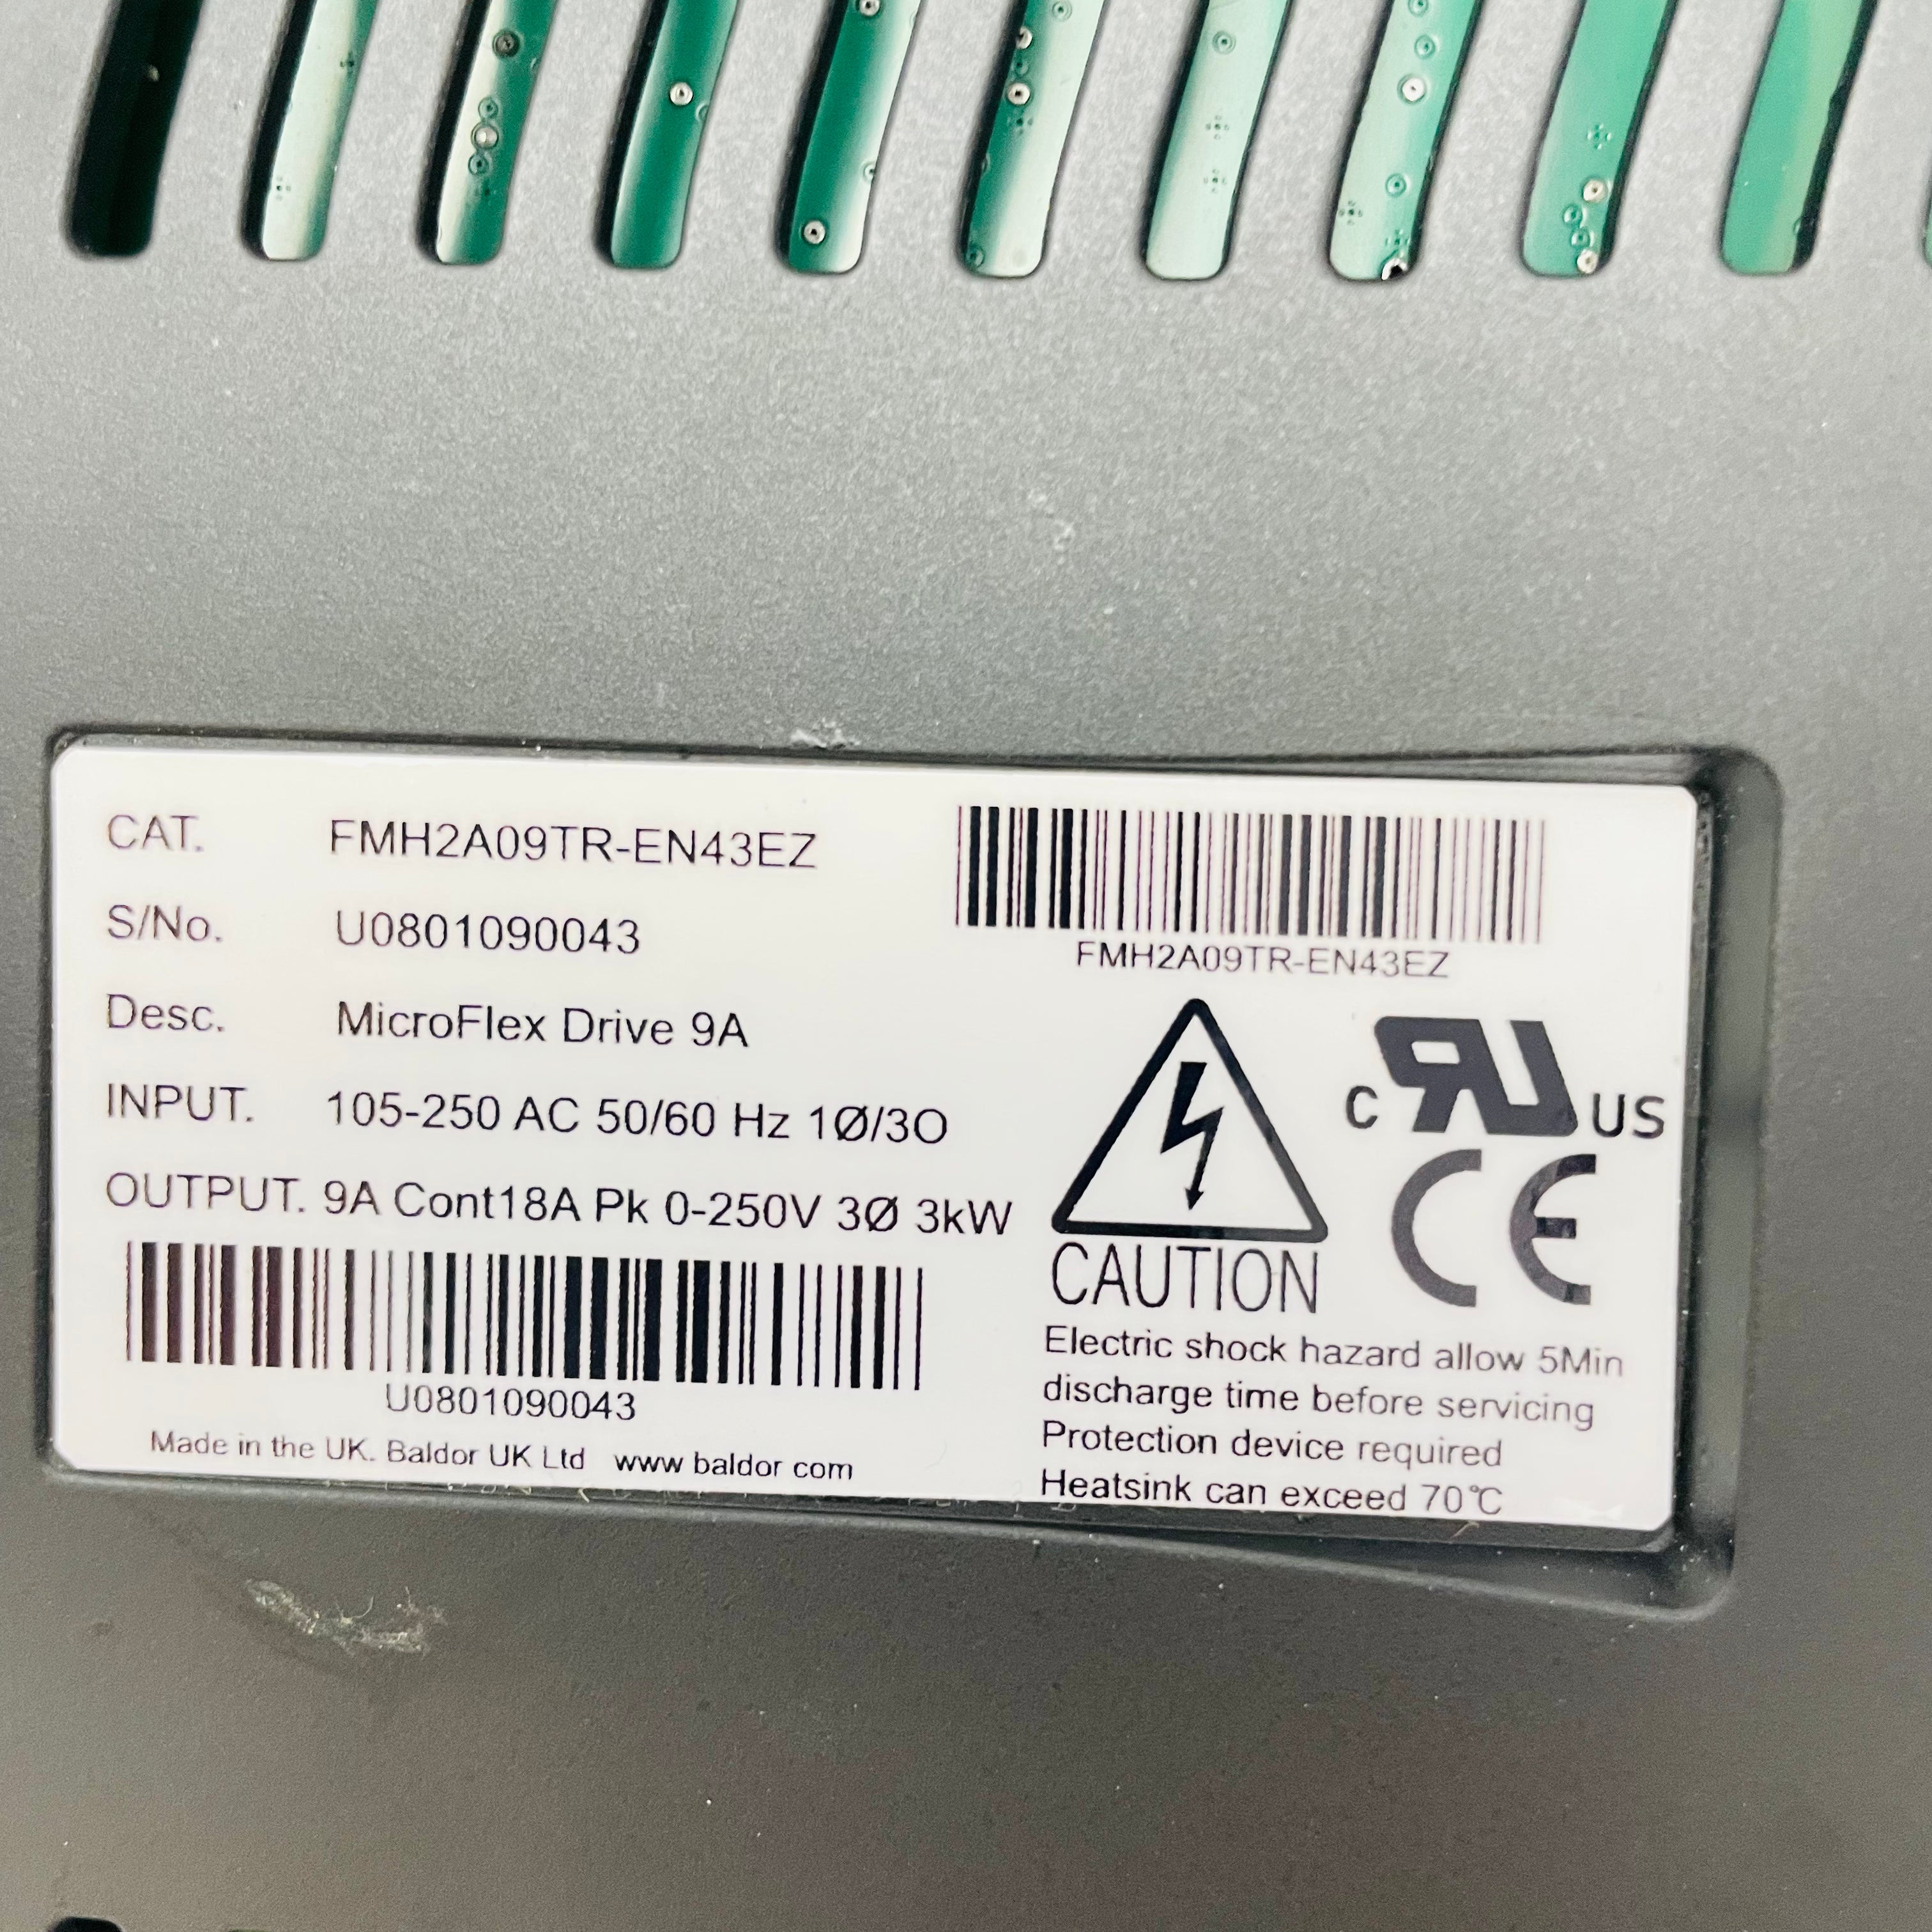 CAT. FMH2A09TR-EN43EZ
S/No. U0801090043
Desc. MicroFlex Drive 9A
INPUT. 105-250 AC 50/60 Hz 1Ø/3O
OUTPUT. 9A Cont18A Pk 0-250V 3Ø 3kW
U0801090043
Made in the UK. Baldor UK Ltd www baldor com
FMH2A09TR-EN43EZ
c RU US
CE
CAUTION
Electric shock hazard allow 5Min
discharge time before servicing
Protection device required
Heatsink can exceed 70°C